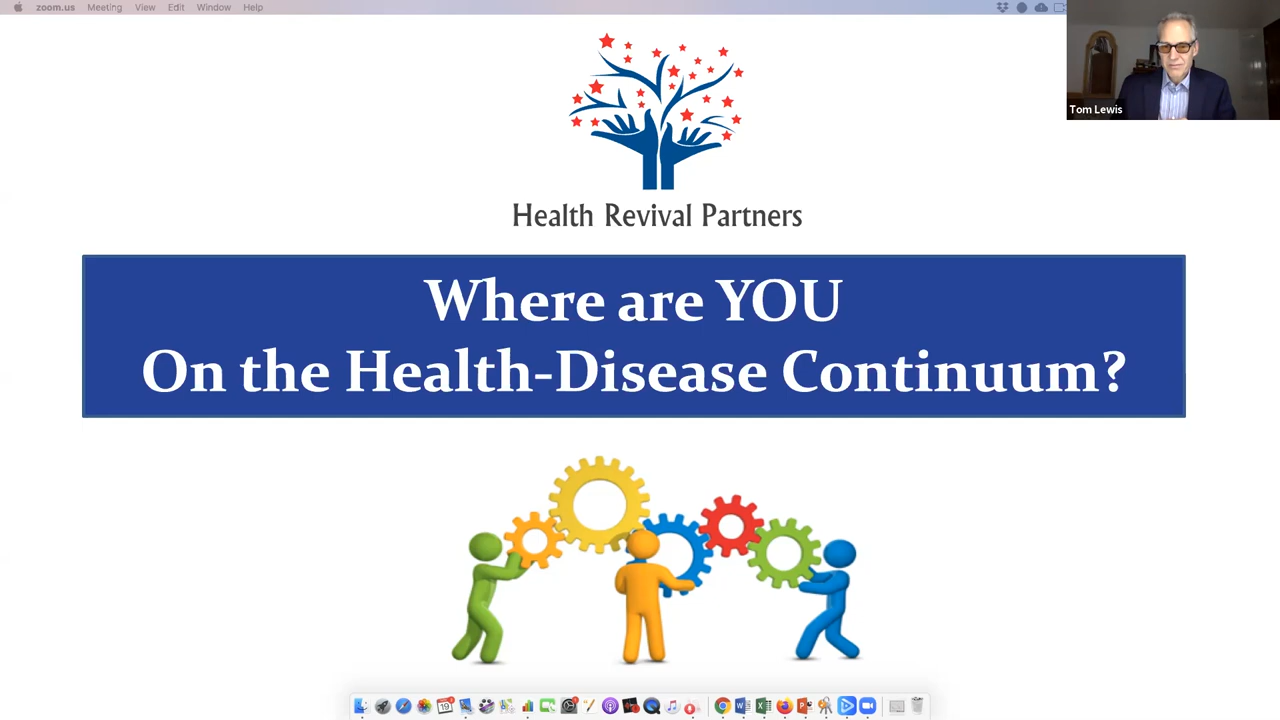 zoom.us Meeting View Edit Window Help
Tom Lewis
Health Revival Partners
Where are YOU
On the Health-Disease Continuum?
19